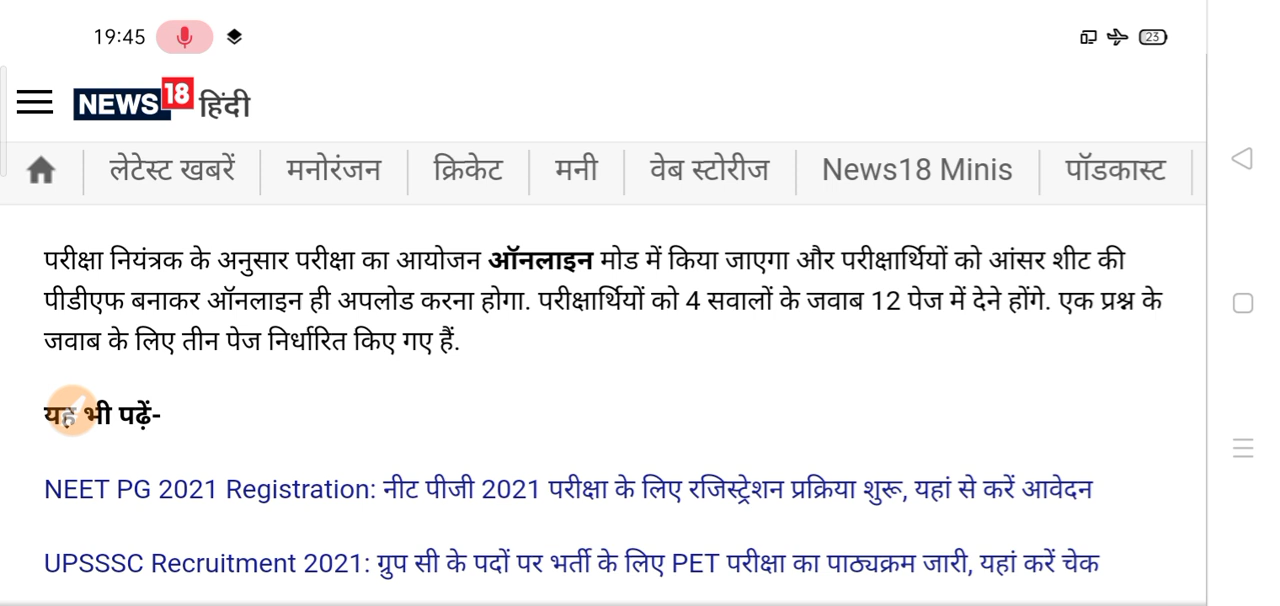 19:45
23
NEWS 18 हिंदी
लेटेस्ट खबरें मनोरंजन क्रिकेट मनी वेब स्टोरीज News18 Minis पॉडकास्ट
परीक्षा नियंत्रक के अनुसार परीक्षा का आयोजन ऑनलाइन मोड में किया जाएगा और परीक्षार्थियों को आंसर शीट की
पीडीएफ बनाकर ऑनलाइन ही अपलोड करना होगा. परीक्षार्थियों को 4 सवालों के जवाब 12 पेज में देने होंगे. एक प्रश्न के
जवाब के लिए तीन पेज निर्धारित किए गए हैं.
यह भी पढ़ें-
NEET PG 2021 Registration: नीट पीजी 2021 परीक्षा के लिए रजिस्ट्रेशन प्रक्रिया शुरू, यहां से करें आवेदन
UPSSSC Recruitment 2021: ग्रुप सी के पदों पर भर्ती के लिए PET परीक्षा का पाठ्यक्रम जारी, यहां करें चेक